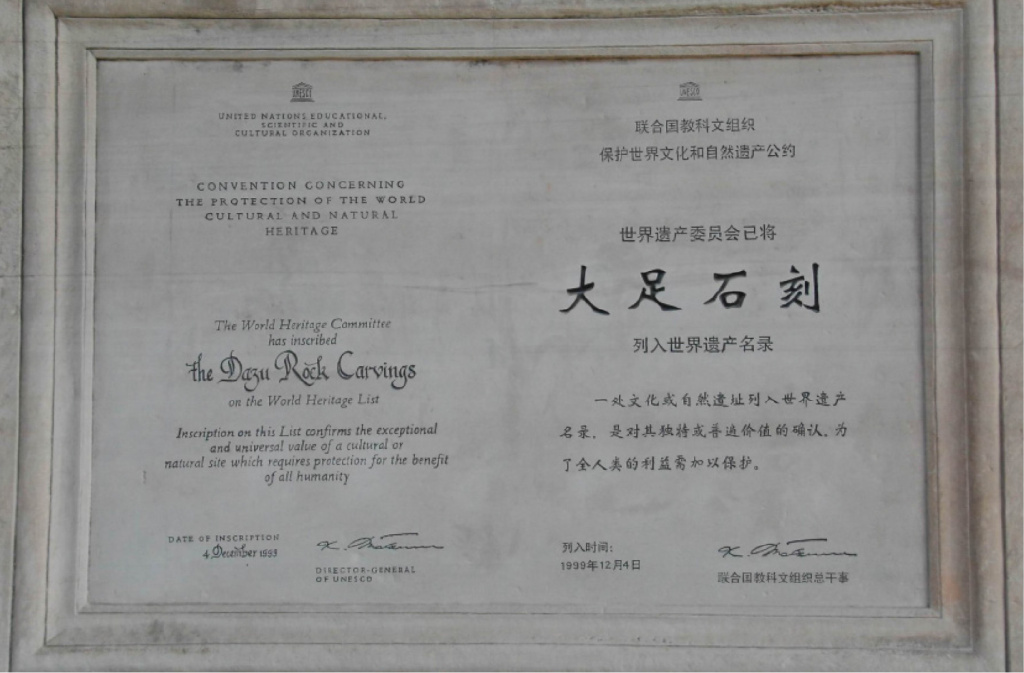 UNESCO
UNITED NATIONS EDUCATIONAL,
SCIENTIFIC AND
CULTURAL ORGANIZATION
CONVENTION CONCERNING
THE PROTECTION OF THE WORLD
CULTURAL AND NATURAL
HERITAGE
The World Heritage Committee
has inscribed
the Dazu Rock Carvings
on the World Heritage List
Inscription on this List confirms the exceptional
and universal value of a cultural or
natural site which requires protection for the benefit
of all humanity
DATE OF INSCRIPTION
4 December 1999
DIRECTOR-GENERAL
OF UNESCO
UNESCO
联合国教科文组织
保护世界文化和自然遗产公约
世界遗产委员会已将
大足石刻
列入世界遗产名录
一处文化或自然遗址列入世界遗产
名录，是对其独特或普遍价值的确认。为
了全人类的利益需加以保护。
列入时间：
1999年12月4日
联合国教科文组织总干事